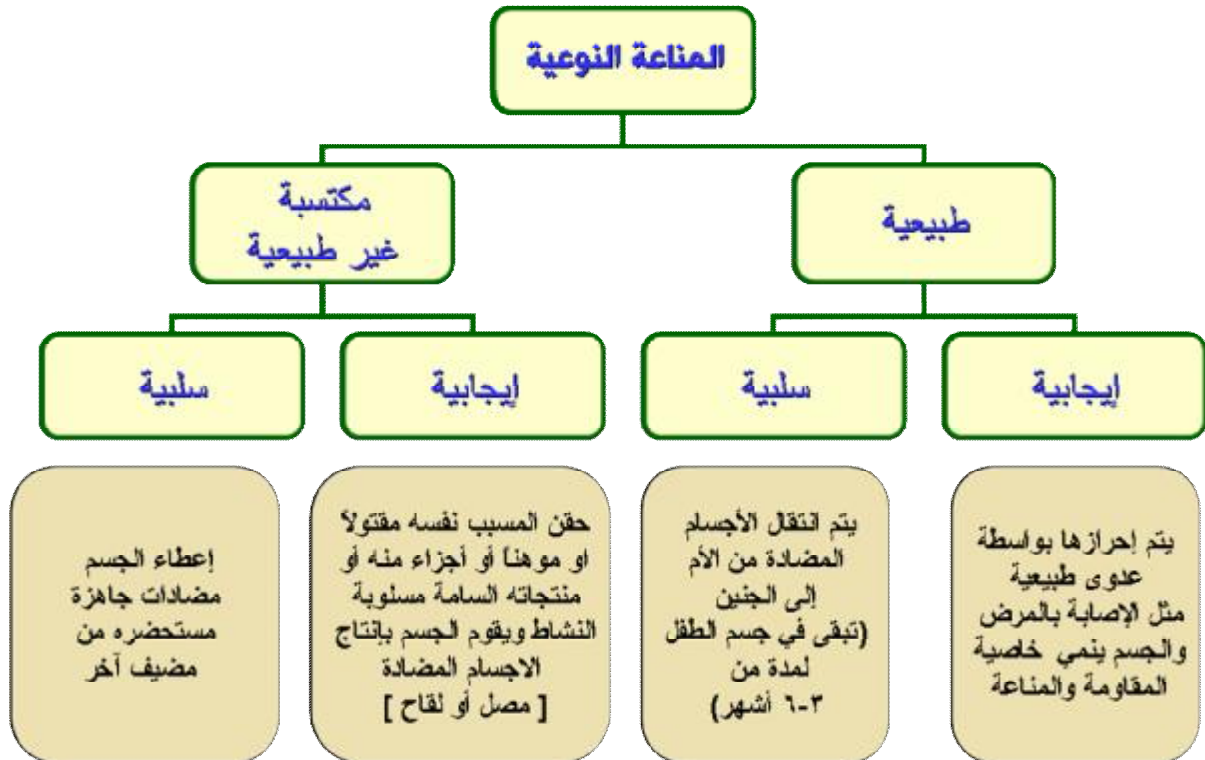 المناعة النوعية
طبيعية
مكتسبة
غير طبيعية
إيجابية
سلبية
إيجابية
سلبية
يتم إحرازها بواسطة
عدوى طبيعية
مثل الإصابة بالمرض
والجسم ينمي خاصية
المقاومة والمناعة
يتم انتقال الأجسام
المضادة من الأم
إلى الجنين
(تبقى في جسم الطفل
لمدة من
٣-٦ أشهر)
حقن المسبب نفسه مقتولاً
او موهناً أو أجزاء منه أو
منتجاته السامة مسلوبة
النشاط ويقوم الجسم بإنتاج
الاجسام المضادة
[ مصل أو لقاح ]
إعطاء الجسم
مضادات جاهزة
مستحضره من
مضيف آخر